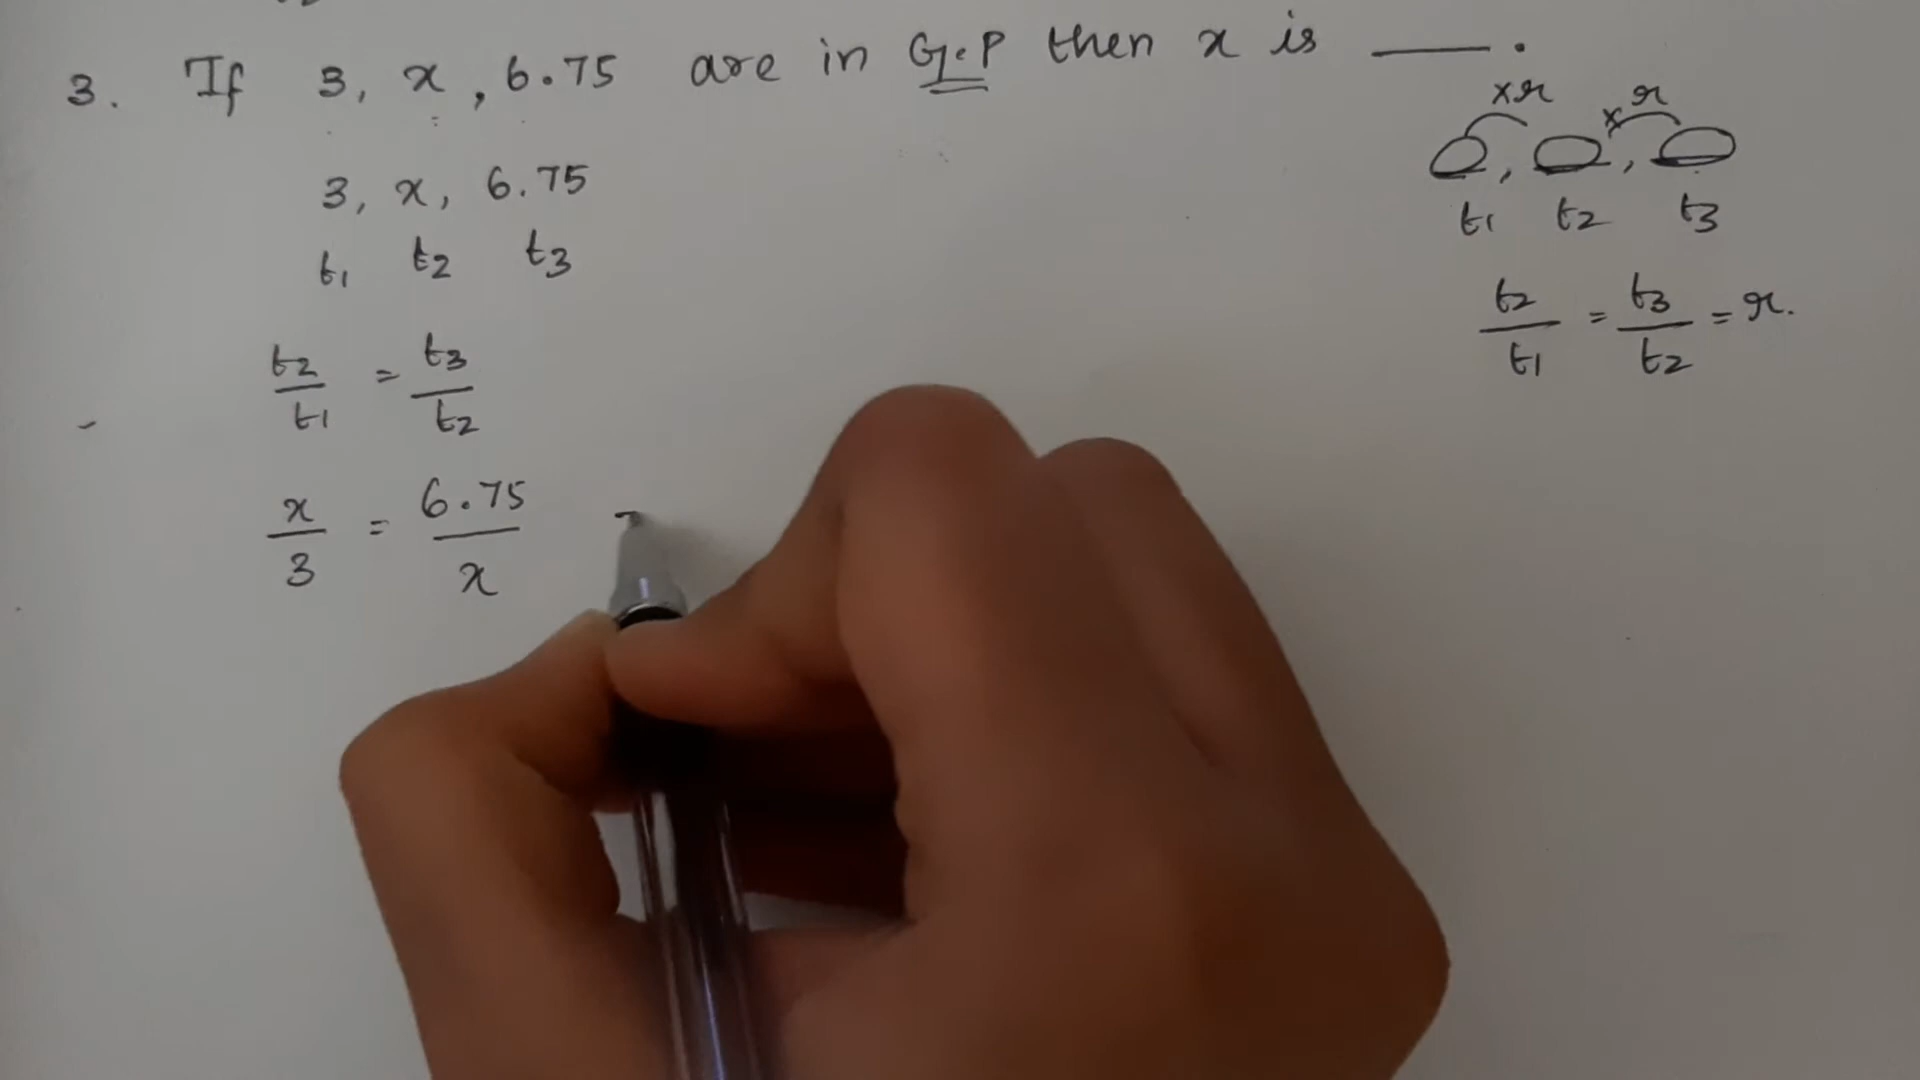 3. If 3, x, 6.75 are in G.P then x is ___.
3, x, 6.75
t1 t2 t3
t2/t1 = t3/t2
x/3 = 6.75/x
×r × r
, ,
t1 t2 t3
t2/t1 = t3/t2 = r.